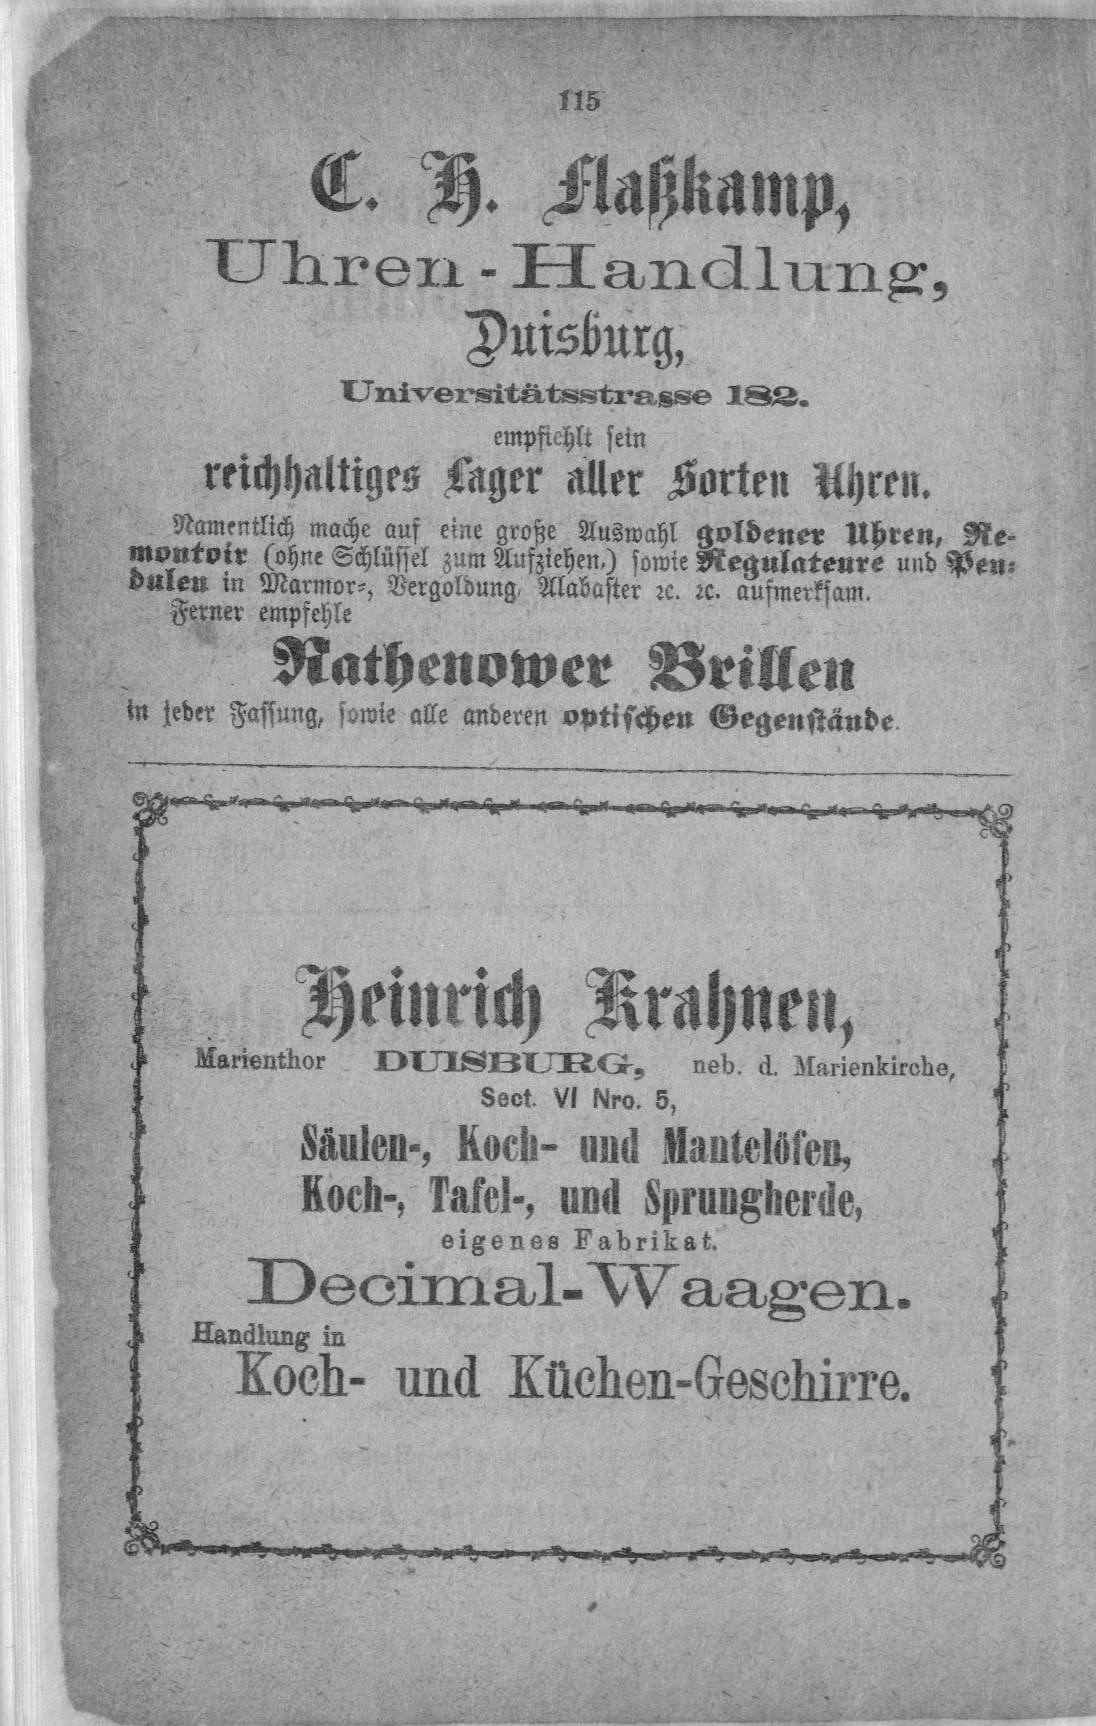 115
C. H. Flaßkamp,
Uhren-Handlung,
Duisburg,
Universitätsstrasse 182.
empfiehlt sein
reichhaltiges Lager aller Sorten Uhren.
Namentlich mache auf eine große Auswahl goldener Uhren, Re-
montoir (ohne Schlüssel zum Aufziehen,) sowie Regulateure und Pen-
dulen in Marmor-, Vergoldung, Alabaster ꝛc. ꝛc. aufmerksam.
Ferner empfehle
Rathenower Brillen
in jeder Fassung, sowie alle anderen optischen Gegenstände.
Heinrich Krahnen,
Marienthor DUISBURG, neb. d. Marienkirche,
Sect. VI Nro. 5,
Säulen-, Koch- und Mantelöfen,
Koch-, Tafel-, und Sprungherde,
eigenes Fabrikat.
Decimal-Waagen.
Handlung in
Koch- und Küchen-Geschirre.